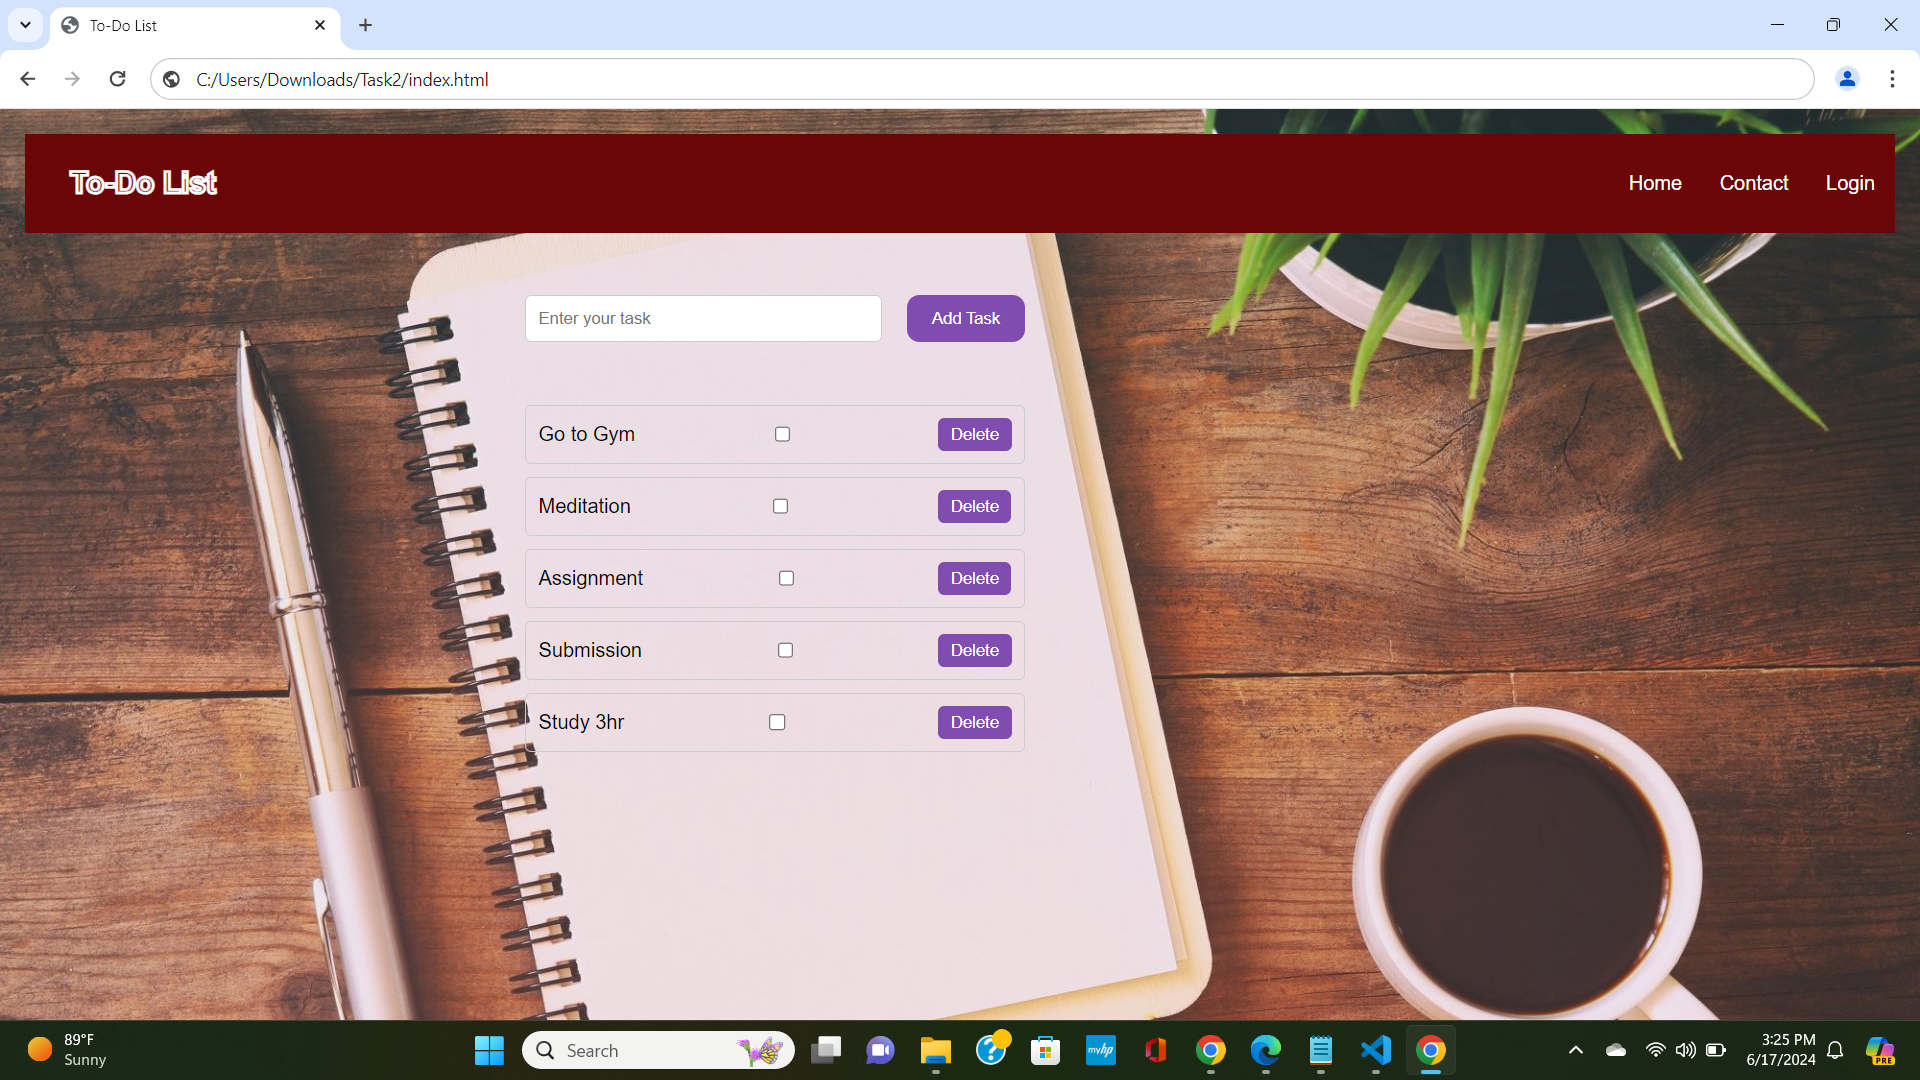 To-Do List
C:/Users/Downloads/Task2/index.html
To-Do List
Home Contact Login
Enter your task Add Task
Go to Gym Delete
Meditation Delete
Assignment Delete
Submission Delete
Study 3hr Delete
89°F
Sunny
Search
myhp
PRE
3:25 PM
6/17/2024